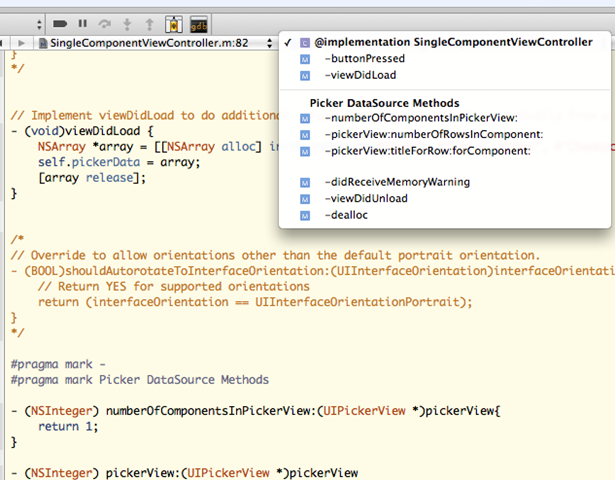 gdb
SingleComponentViewController.m:82
@implementation SingleComponentViewController
-buttonPressed
-viewDidLoad
Picker DataSource Methods
-numberOfComponentsInPickerView:
-pickerView:numberOfRowsInComponent:
-pickerView:titleForRow:forComponent:
-didReceiveMemoryWarning
-viewDidUnload
-dealloc
}
*/
// Implement viewDidLoad to do additiona
- (void)viewDidLoad {
NSArray *array = [[NSArray alloc] in
self.pickerData = array;
[array release];
}
/*
// Override to allow orientations other than the default portrait orientation.
- (BOOL)shouldAutorotateToInterfaceOrientation:(UIInterfaceOrientation)interfaceOrientati
// Return YES for supported orientations
return (interfaceOrientation == UIInterfaceOrientationPortrait);
}
*/
#pragma mark -
#pragma mark Picker DataSource Methods
- (NSInteger) numberOfComponentsInPickerView:(UIPickerView *)pickerView{
return 1;
}
- (NSInteger) pickerView:(UIPickerView *)pickerView